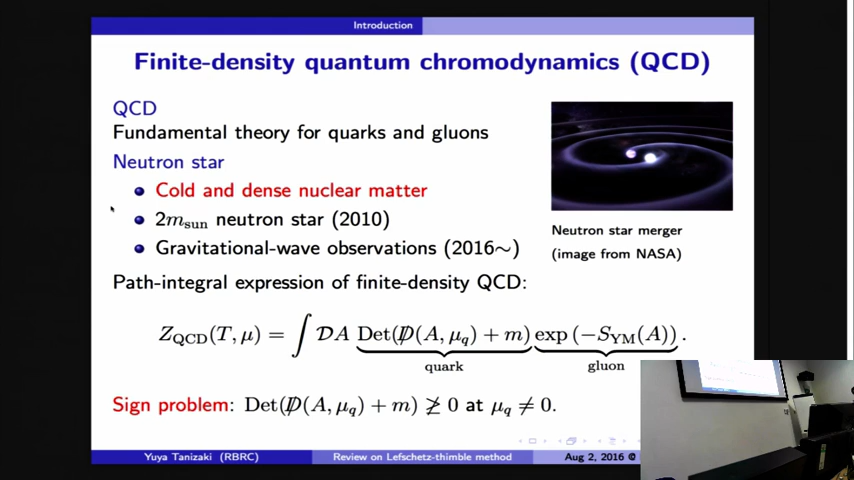 Introduction
Finite-density quantum chromodynamics (QCD)
QCD
Fundamental theory for quarks and gluons
Neutron star
Cold and dense nuclear matter
2m_sun neutron star (2010)
Gravitational-wave observations (2016∼)
Neutron star merger
(image from NASA)
Path-integral expression of finite-density QCD:
Z_QCD(T, μ) = ∫ 𝒟A Det(D̸(A, μ_q) + m) exp (−S_YM(A)) .
quark gluon
Sign problem: Det(D̸(A, μ_q) + m) ≱ 0 at μ_q ≠ 0.
Yuya Tanizaki (RBRC) Review on Lefschetz-thimble method Aug 2, 2016 @